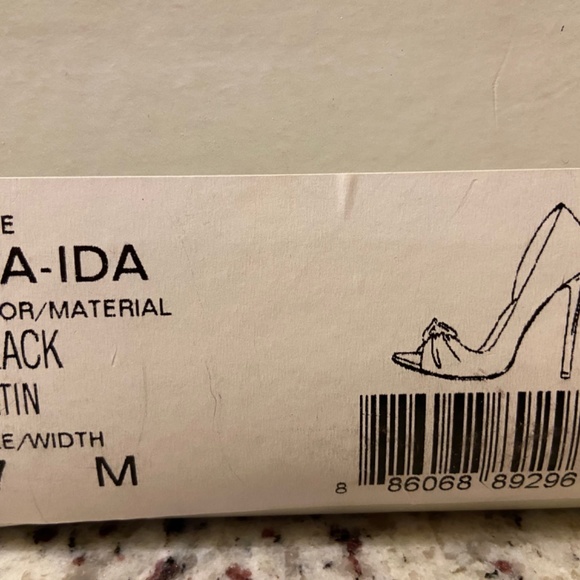 E
A-IDA
OR/MATERIAL
LACK
TIN
E/WIDTH
M
8 86068 89296